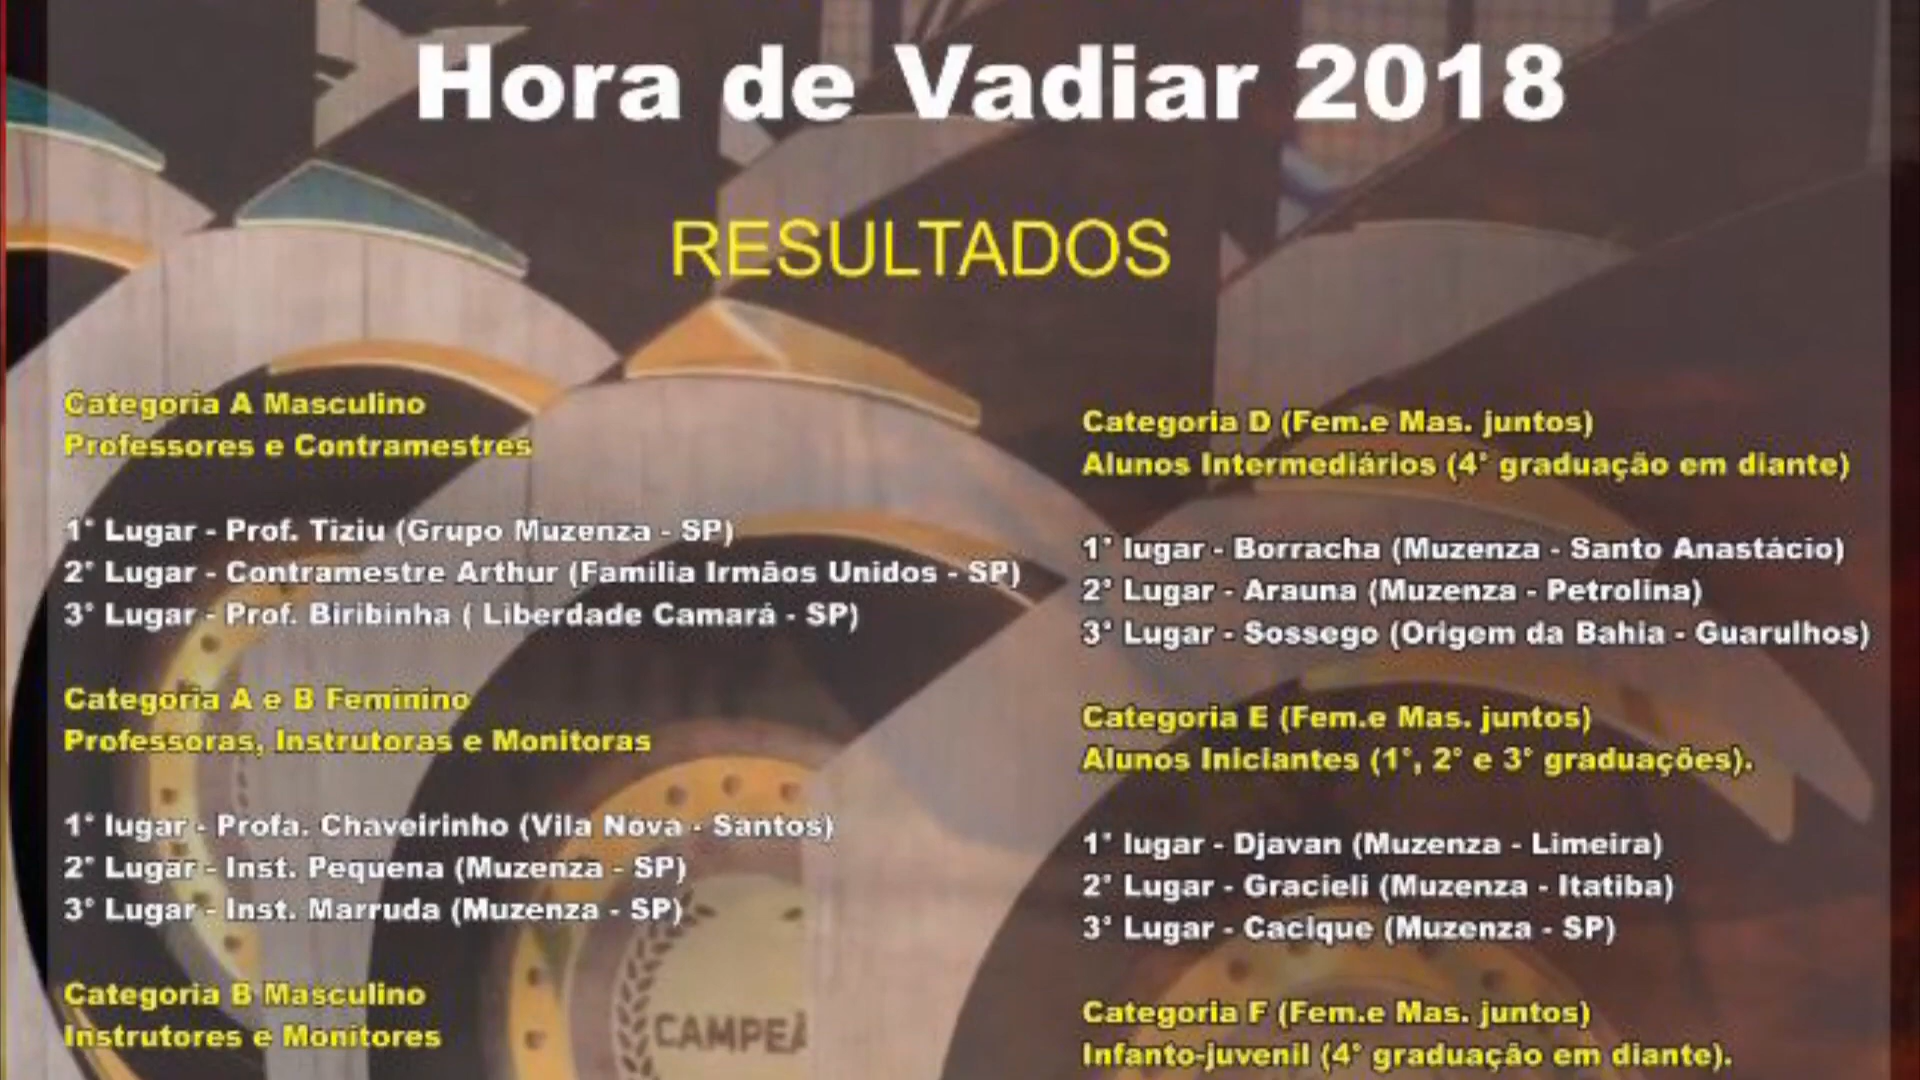 Hora de Vadiar 2018
RESULTADOS
Categoria A Masculino
Professores e Contramestres
1° Lugar - Prof. Tiziu (Grupo Muzenza - SP)
2° Lugar - Contramestre Arthur (Família Irmãos Unidos - SP)
3° Lugar - Prof. Biribinha ( Liberdade Camará - SP)
Categoria A e B Feminino
Professoras, Instrutoras e Monitoras
1° lugar - Profa. Chaveirinho (Vila Nova - Santos)
2° Lugar - Inst. Pequena (Muzenza - SP)
3° Lugar - Inst. Marruda (Muzenza - SP)
Categoria B Masculino
Instrutores e Monitores
Categoria D (Fem.e Mas. juntos)
Alunos Intermediários (4° graduação em diante)
1° lugar - Borracha (Muzenza - Santo Anastácio)
2° Lugar - Arauna (Muzenza - Petrolina)
3° Lugar - Sossego (Origem da Bahia - Guarulhos)
Categoria E (Fem.e Mas. juntos)
Alunos Iniciantes (1°, 2° e 3° graduações).
1° lugar - Djavan (Muzenza - Limeira)
2° Lugar - Gracieli (Muzenza - Itatiba)
3° Lugar - Cacique (Muzenza - SP)
Categoria F (Fem.e Mas. juntos)
Infanto-juvenil (4° graduação em diante).
CAMPEÃ